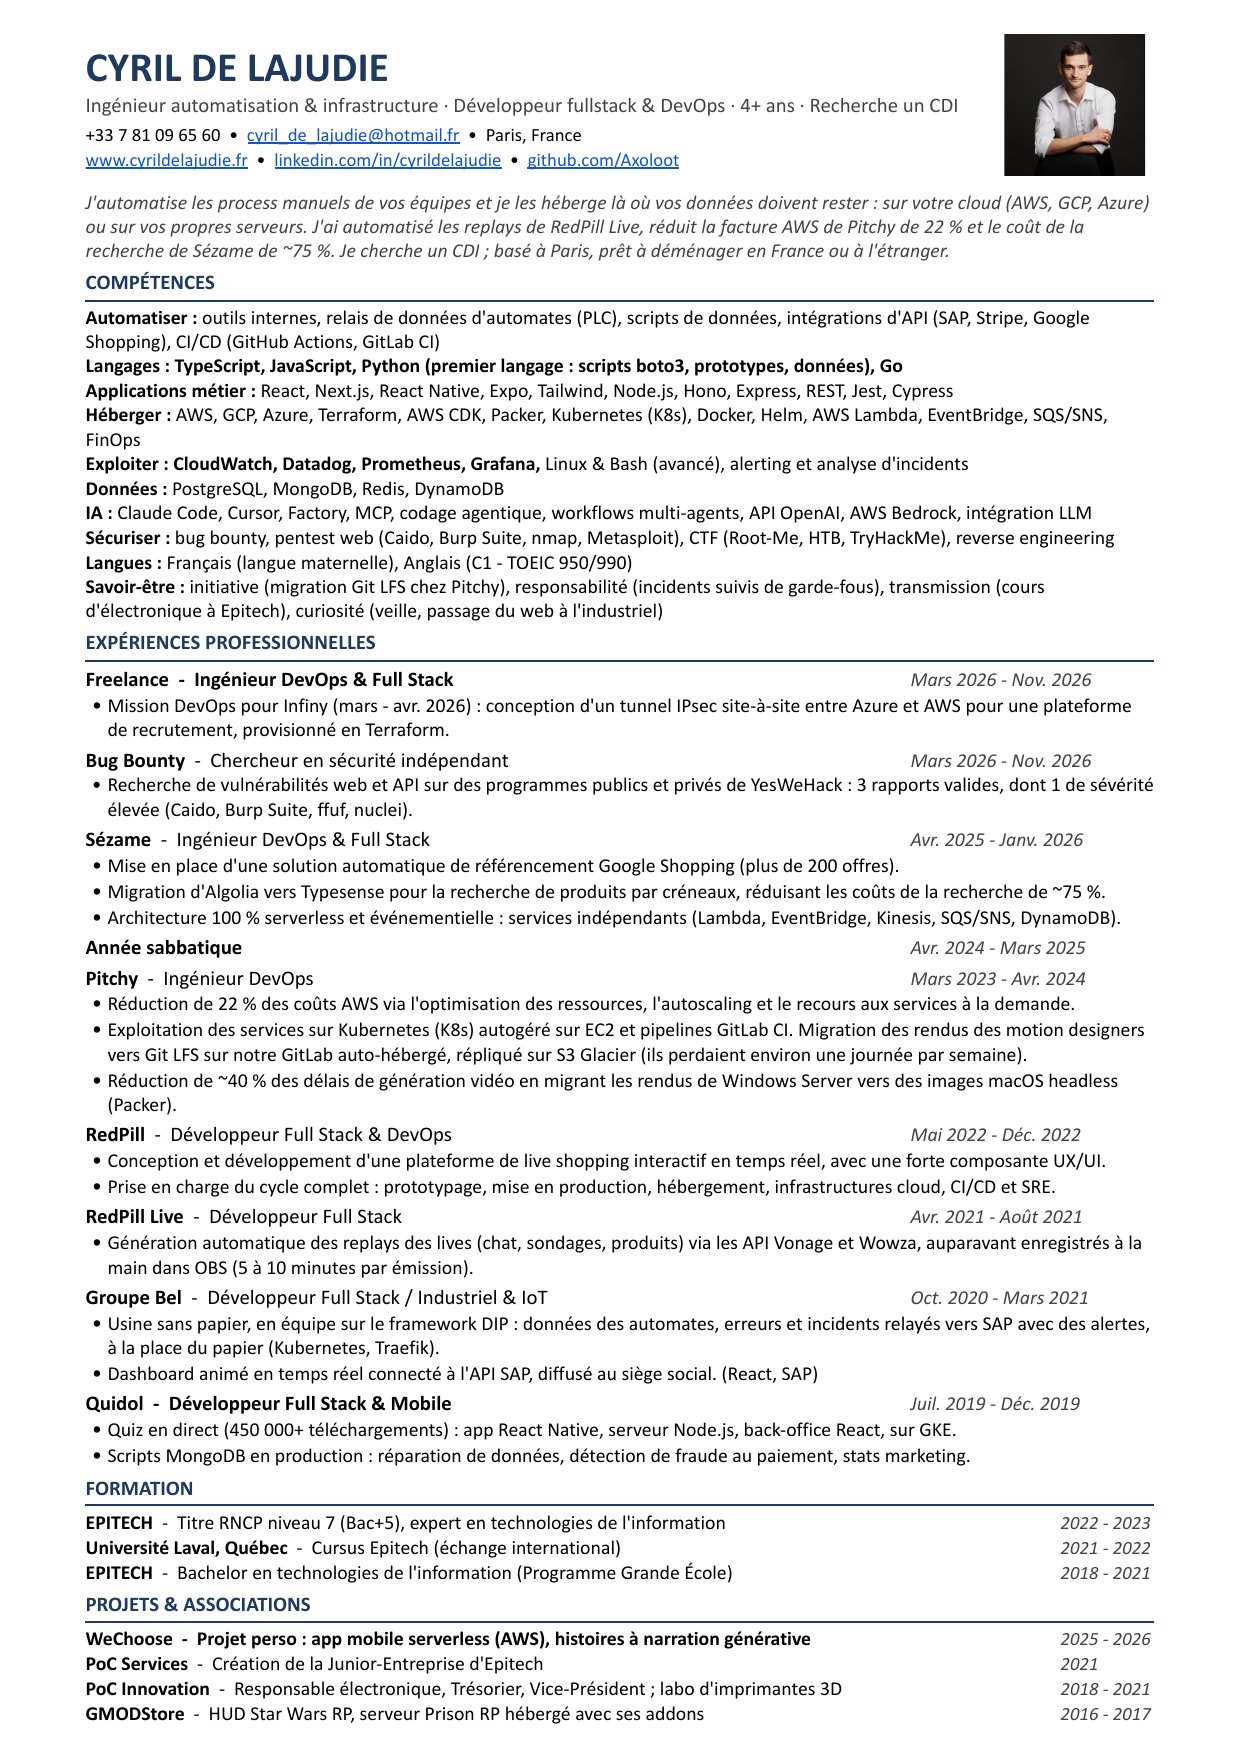 CYRIL DE LAJUDIE
Ingénieur automatisation & infrastructure · Développeur fullstack & DevOps · 4+ ans · Recherche un CDI
+33 7 81 09 65 60 • cyril_de_lajudie@hotmail.fr • Paris, France
www.cyrildelajudie.fr • linkedin.com/in/cyrildelajudie • github.com/Axoloot
J'automatise les process manuels de vos équipes et je les héberge là où vos données doivent rester : sur votre cloud (AWS, GCP, Azure)
ou sur vos propres serveurs. J'ai automatisé les replays de RedPill Live, réduit la facture AWS de Pitchy de 22 % et le coût de la
recherche de Sézame de ~75 %. Je cherche un CDI ; basé à Paris, prêt à déménager en France ou à l'étranger.
COMPÉTENCES
Automatiser : outils internes, relais de données d'automates (PLC), scripts de données, intégrations d'API (SAP, Stripe, Google
Shopping), CI/CD (GitHub Actions, GitLab CI)
Langages : TypeScript, JavaScript, Python (premier langage : scripts boto3, prototypes, données), Go
Applications métier : React, Next.js, React Native, Expo, Tailwind, Node.js, Hono, Express, REST, Jest, Cypress
Héberger : AWS, GCP, Azure, Terraform, AWS CDK, Packer, Kubernetes (K8s), Docker, Helm, AWS Lambda, EventBridge, SQS/SNS,
FinOps
Exploiter : CloudWatch, Datadog, Prometheus, Grafana, Linux & Bash (avancé), alerting et analyse d'incidents
Données : PostgreSQL, MongoDB, Redis, DynamoDB
IA : Claude Code, Cursor, Factory, MCP, codage agentique, workflows multi-agents, API OpenAI, AWS Bedrock, intégration LLM
Sécuriser : bug bounty, pentest web (Caido, Burp Suite, nmap, Metasploit), CTF (Root-Me, HTB, TryHackMe), reverse engineering
Langues : Français (langue maternelle), Anglais (C1 - TOEIC 950/990)
Savoir-être : initiative (migration Git LFS chez Pitchy), responsabilité (incidents suivis de garde-fous), transmission (cours
d'électronique à Epitech), curiosité (veille, passage du web à l'industriel)
EXPÉRIENCES PROFESSIONNELLES
Freelance - Ingénieur DevOps & Full Stack Mars 2026 - Nov. 2026
• Mission DevOps pour Infiny (mars - avr. 2026) : conception d'un tunnel IPsec site-à-site entre Azure et AWS pour une plateforme
de recrutement, provisionné en Terraform.
Bug Bounty - Chercheur en sécurité indépendant Mars 2026 - Nov. 2026
• Recherche de vulnérabilités web et API sur des programmes publics et privés de YesWeHack : 3 rapports valides, dont 1 de sévérité
élevée (Caido, Burp Suite, ffuf, nuclei).
Sézame - Ingénieur DevOps & Full Stack Avr. 2025 - Janv. 2026
• Mise en place d'une solution automatique de référencement Google Shopping (plus de 200 offres).
• Migration d'Algolia vers Typesense pour la recherche de produits par créneaux, réduisant les coûts de la recherche de ~75 %.
• Architecture 100 % serverless et événementielle : services indépendants (Lambda, EventBridge, Kinesis, SQS/SNS, DynamoDB).
Année sabbatique Avr. 2024 - Mars 2025
Pitchy - Ingénieur DevOps Mars 2023 - Avr. 2024
• Réduction de 22 % des coûts AWS via l'optimisation des ressources, l'autoscaling et le recours aux services à la demande.
• Exploitation des services sur Kubernetes (K8s) autogéré sur EC2 et pipelines GitLab CI. Migration des rendus des motion designers
vers Git LFS sur notre GitLab auto-hébergé, répliqué sur S3 Glacier (ils perdaient environ une journée par semaine).
• Réduction de ~40 % des délais de génération vidéo en migrant les rendus de Windows Server vers des images macOS headless
(Packer).
RedPill - Développeur Full Stack & DevOps Mai 2022 - Déc. 2022
• Conception et développement d'une plateforme de live shopping interactif en temps réel, avec une forte composante UX/UI.
• Prise en charge du cycle complet : prototypage, mise en production, hébergement, infrastructures cloud, CI/CD et SRE.
RedPill Live - Développeur Full Stack Avr. 2021 - Août 2021
• Génération automatique des replays des lives (chat, sondages, produits) via les API Vonage et Wowza, auparavant enregistrés à la
main dans OBS (5 à 10 minutes par émission).
Groupe Bel - Développeur Full Stack / Industriel & IoT Oct. 2020 - Mars 2021
• Usine sans papier, en équipe sur le framework DIP : données des automates, erreurs et incidents relayés vers SAP avec des alertes,
à la place du papier (Kubernetes, Traefik).
• Dashboard animé en temps réel connecté à l'API SAP, diffusé au siège social. (React, SAP)
Quidol - Développeur Full Stack & Mobile Juil. 2019 - Déc. 2019
• Quiz en direct (450 000+ téléchargements) : app React Native, serveur Node.js, back-office React, sur GKE.
• Scripts MongoDB en production : réparation de données, détection de fraude au paiement, stats marketing.
FORMATION
EPITECH - Titre RNCP niveau 7 (Bac+5), expert en technologies de l'information 2022 - 2023
Université Laval, Québec - Cursus Epitech (échange international) 2021 - 2022
EPITECH - Bachelor en technologies de l'information (Programme Grande École) 2018 - 2021
PROJETS & ASSOCIATIONS
WeChoose - Projet perso : app mobile serverless (AWS), histoires à narration générative 2025 - 2026
PoC Services - Création de la Junior-Entreprise d'Epitech 2021
PoC Innovation - Responsable électronique, Trésorier, Vice-Président ; labo d'imprimantes 3D 2018 - 2021
GMODStore - HUD Star Wars RP, serveur Prison RP hébergé avec ses addons 2016 - 2017